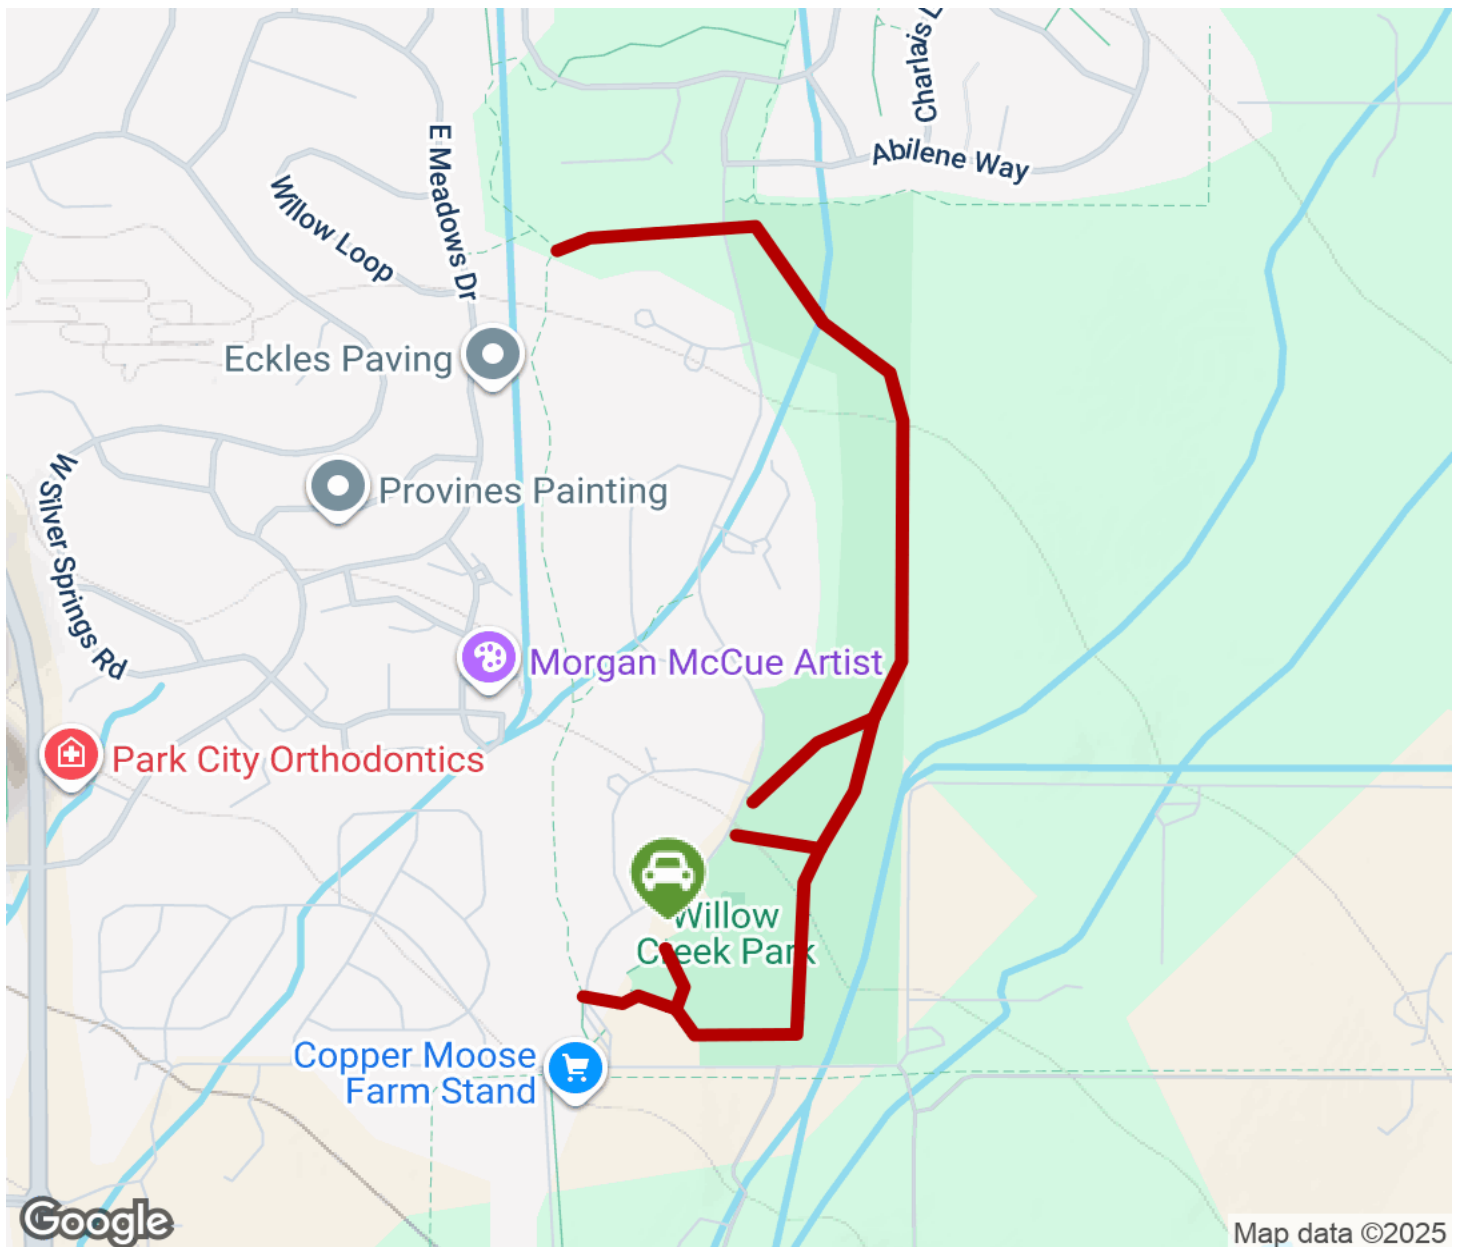 Charlais L
Abilene Way
E Meadows Dr
Willow Loop
Eckles Paving
W Silver Springs Rd
Provines Painting
Morgan McCue Artist
Park City Orthodontics
Willow
Creek Park
Copper Moose
Farm Stand
Google
Map data ©2025